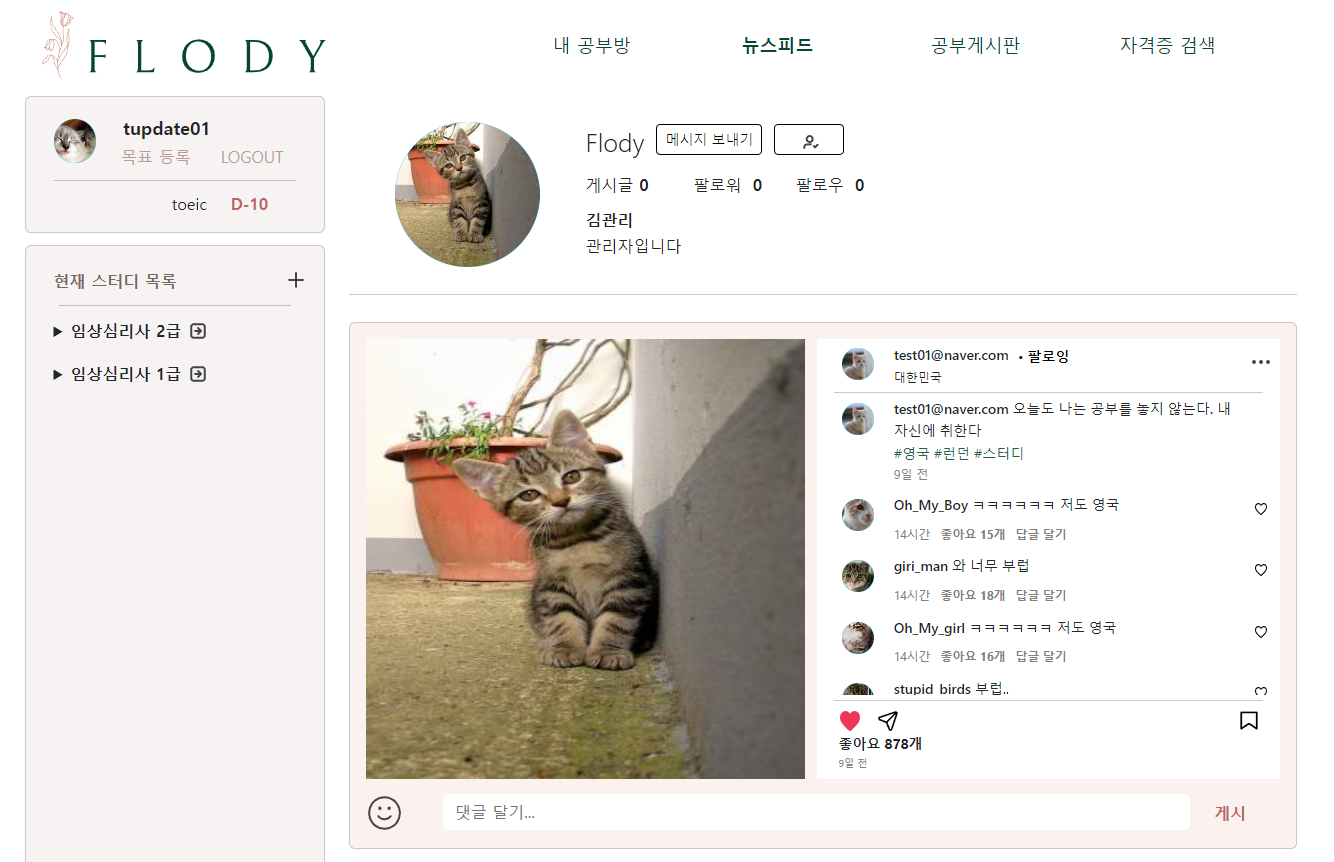 FLODY
내 공부방
뉴스피드
공부게시판
자격증 검색
tupdate01
목표 등록 LOGOUT
toeic D-10
현재 스터디 목록
임상심리사 2급
임상심리사 1급
Flody 메시지 보내기
게시글 0 팔로워 0 팔로우 0
김관리
관리자입니다
test01@naver.com • 팔로잉
대한민국
test01@naver.com 오늘도 나는 공부를 놓지 않는다. 내
자신에 취한다
#영국 #런던 #스터디
9일 전
Oh_My_Boy ㅋㅋㅋㅋㅋㅋ 저도 영국
14시간 좋아요 15개 답글 달기
giri_man 와 너무 부럽
14시간 좋아요 18개 답글 달기
Oh_My_girl ㅋㅋㅋㅋㅋㅋ 저도 영국
14시간 좋아요 16개 답글 달기
stupid_birds 부럽..
좋아요 878개
9일 전
댓글 달기...
게시